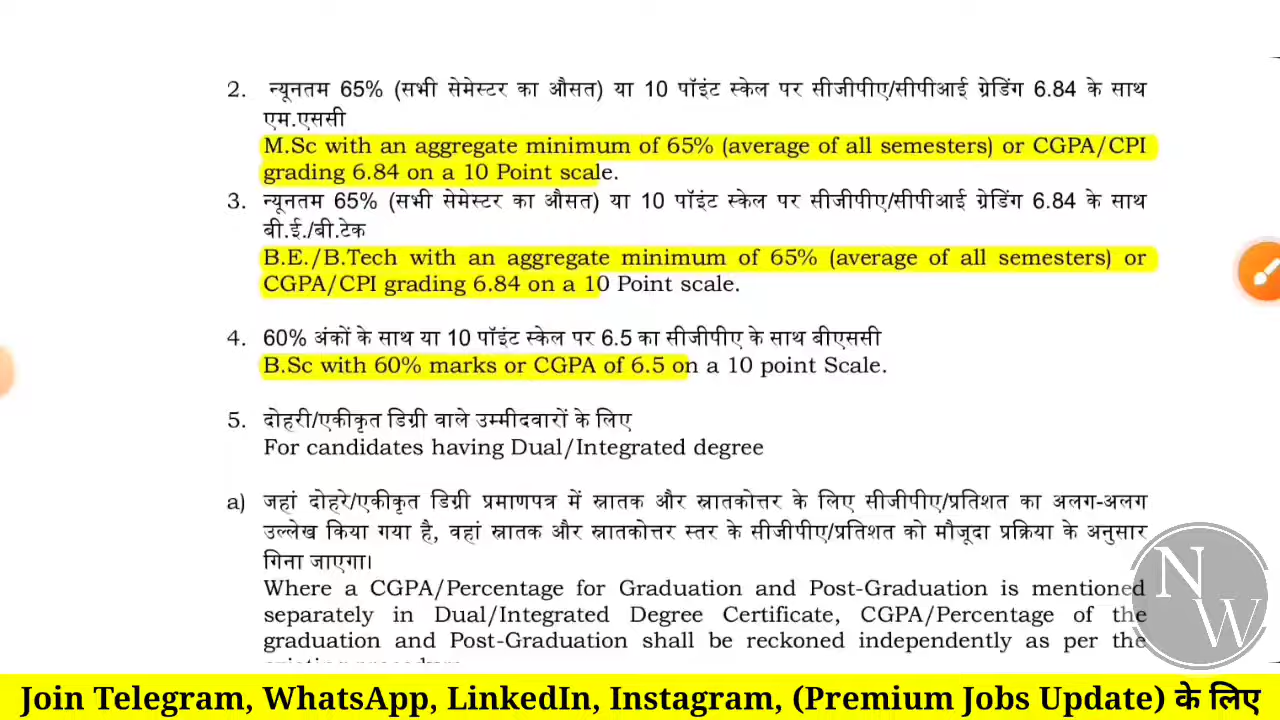 2. न्यूनतम 65% (सभी सेमेस्टर का औसत) या 10 पॉइंट स्केल पर सीजीपीए/सीपीआई ग्रेडिंग 6.84 के साथ
एम.एससी
M.Sc with an aggregate minimum of 65% (average of all semesters) or CGPA/CPI
grading 6.84 on a 10 Point scale.
3. न्यूनतम 65% (सभी सेमेस्टर का औसत) या 10 पॉइंट स्केल पर सीजीपीए/सीपीआई ग्रेडिंग 6.84 के साथ
बी.ई./बी.टेक
B.E./B.Tech with an aggregate minimum of 65% (average of all semesters) or
CGPA/CPI grading 6.84 on a 10 Point scale.
4. 60% अंकों के साथ या 10 पॉइंट स्केल पर 6.5 का सीजीपीए के साथ बीएससी
B.Sc with 60% marks or CGPA of 6.5 on a 10 point Scale.
5. दोहरी/एकीकृत डिग्री वाले उम्मीदवारों के लिए
For candidates having Dual/Integrated degree
a) जहां दोहरे/एकीकृत डिग्री प्रमाणपत्र में स्नातक और स्नातकोत्तर के लिए सीजीपीए/प्रतिशत का अलग-अलग
उल्लेख किया गया है, वहां स्नातक और स्नातकोत्तर स्तर के सीजीपीए/प्रतिशत को मौजूदा प्रक्रिया के अनुसार
गिना जाएगा।
Where a CGPA/Percentage for Graduation and Post-Graduation is mentioned
separately in Dual/Integrated Degree Certificate, CGPA/Percentage of the
graduation and Post-Graduation shall be reckoned independently as per the
NW
Join Telegram, WhatsApp, LinkedIn, Instagram, (Premium Jobs Update) के लिए